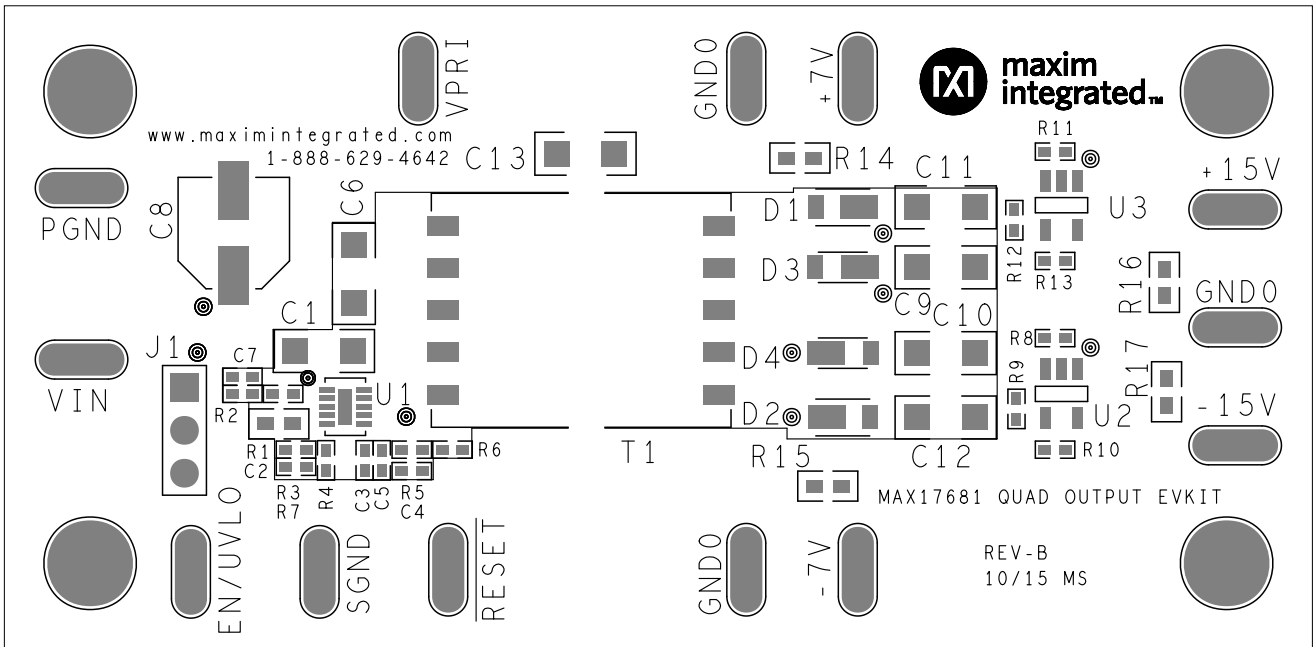 VPRI
GND0
+7V
maxim
integrated™
www.maximintegrated.com
1-888-629-4642
C13
R14
R11
C11
+15V
PGND
C8
C6
D1
U3
R12
D3
R13
R16
C9
C10
GND0
C1
J1
C7
R8
D4
R9
R17
VIN
R2
U1
D2
U2
-15V
R1
C2
R6
T1
R15
C12
R10
R3
R7
R4
C3
C5
R5
C4
MAX17681 QUAD OUTPUT EVKIT
EN/UVLO
SGND
RESET
GND0
-7V
REV-B
10/15 MS